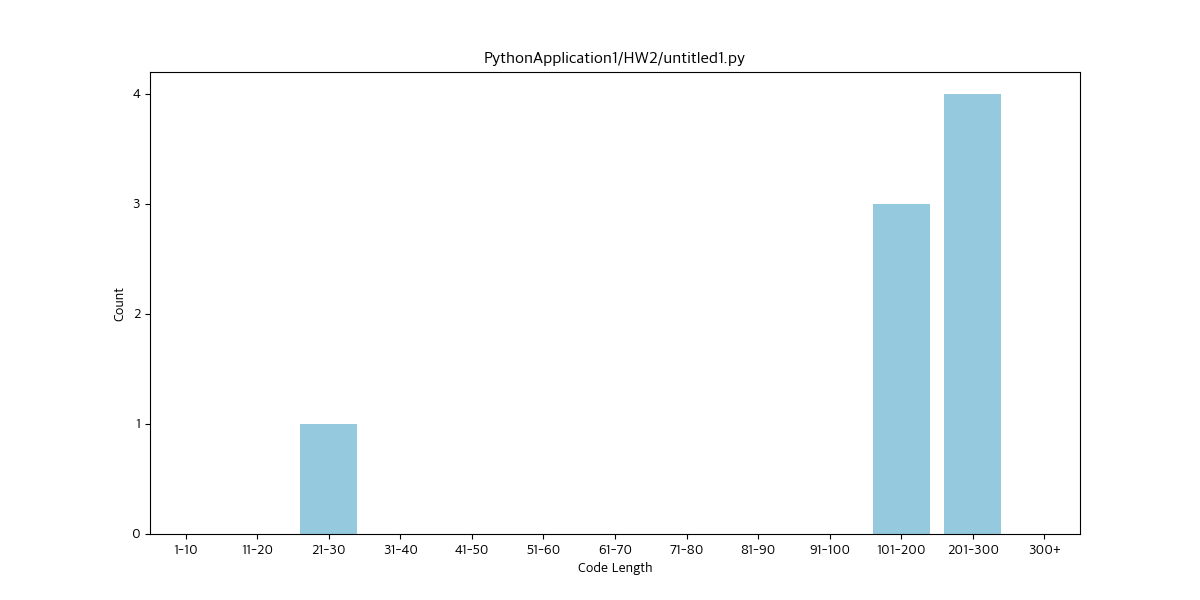 PythonApplication1/HW2/untitled1.py
4
3
2
1
0
Count
1-10 11-20 21-30 31-40 41-50 51-60 61-70 71-80 81-90 91-100 101-200 201-300 300+
Code Length